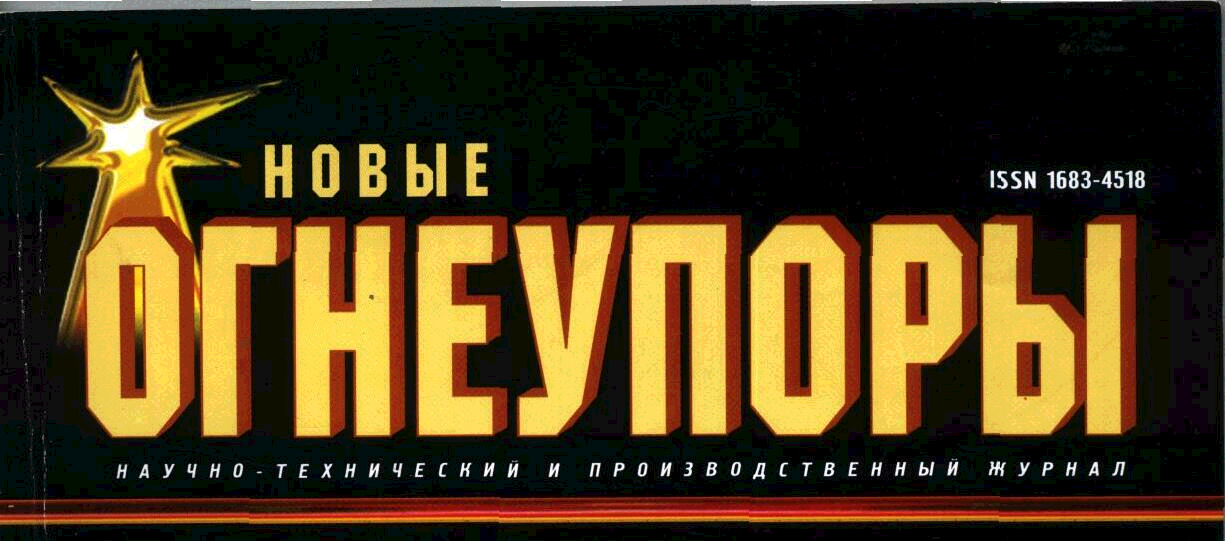 НОВЫЕ
ISSN 1683-4518
ОГНЕУПОРЫ
НАУЧНО-ТЕХНИЧЕСКИЙ И ПРОИЗВОДСТВЕННЫЙ ЖУРНАЛ